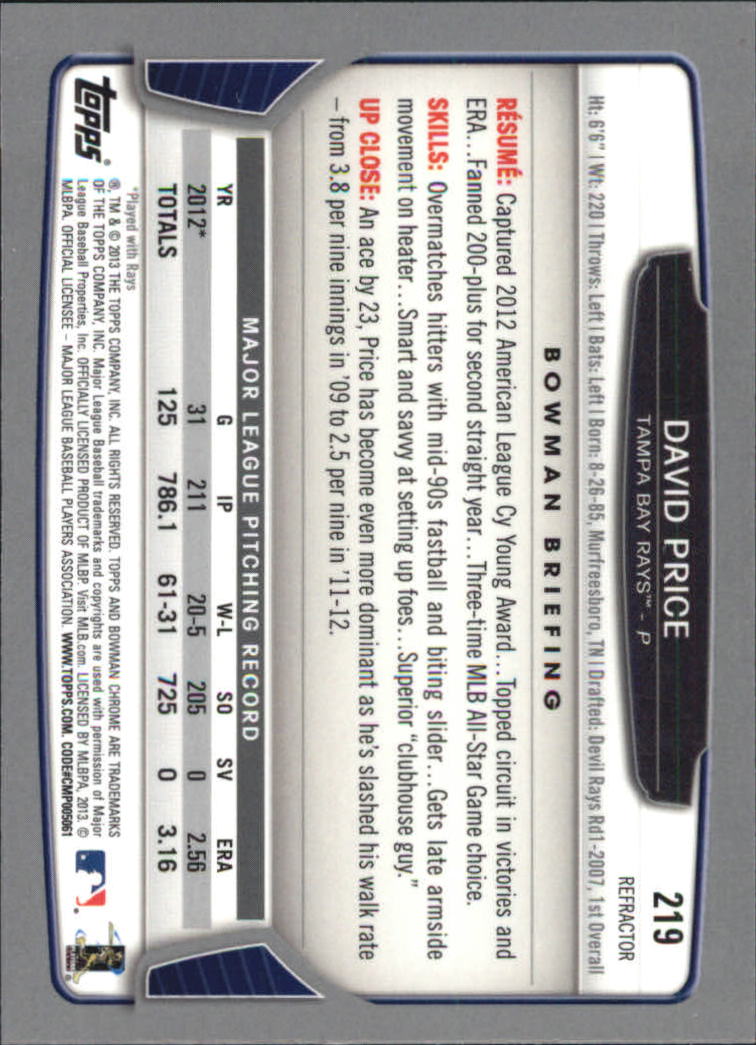 219
REFRACTOR
DAVID PRICE
TAMPA BAY RAYS™ - P
Ht: 6'6" | Wt: 220 | Throws: Left | Bats: Left | Born: 8-26-85, Murfreesboro, TN | Drafted: Devil Rays Rd1-2007, 1st Overall
BOWMAN BRIEFING
RÉSUMÉ: Captured 2012 American League Cy Young Award...Topped circuit in victories and
ERA...Fanned 200-plus for second straight year...Three-time MLB All-Star Game choice.
SKILLS: Overmatches hitters with mid-90s fastball and biting slider...Gets late armside
movement on heater...Smart and savvy at setting up foes...Superior "clubhouse guy."
UP CLOSE: An ace by 23, Price has become even more dominant as he's slashed his walk rate
– from 3.8 per nine innings in '09 to 2.5 per nine in '11-12.
MAJOR LEAGUE PITCHING RECORD
YR G IP W-L SO SV ERA
2012* 31 211 20-5 205 0 2.56
TOTALS 125 786.1 61-31 725 0 3.16
*Played with Rays
topps®
®, TM & © 2013 THE TOPPS COMPANY, INC. ALL RIGHTS RESERVED. TOPPS AND BOWMAN CHROME ARE TRADEMARKS
OF THE TOPPS COMPANY, INC. Major League Baseball trademarks and copyrights are used with permission of Major
League Baseball Properties, Inc. OFFICIALLY LICENSED PRODUCT OF MLBP. Visit MLB.com. LICENSED BY MLBPA, 2013. ©
MLBPA. OFFICIAL LICENSEE – MAJOR LEAGUE BASEBALL PLAYERS ASSOCIATION. WWW.TOPPS.COM. CODE#CMP005061